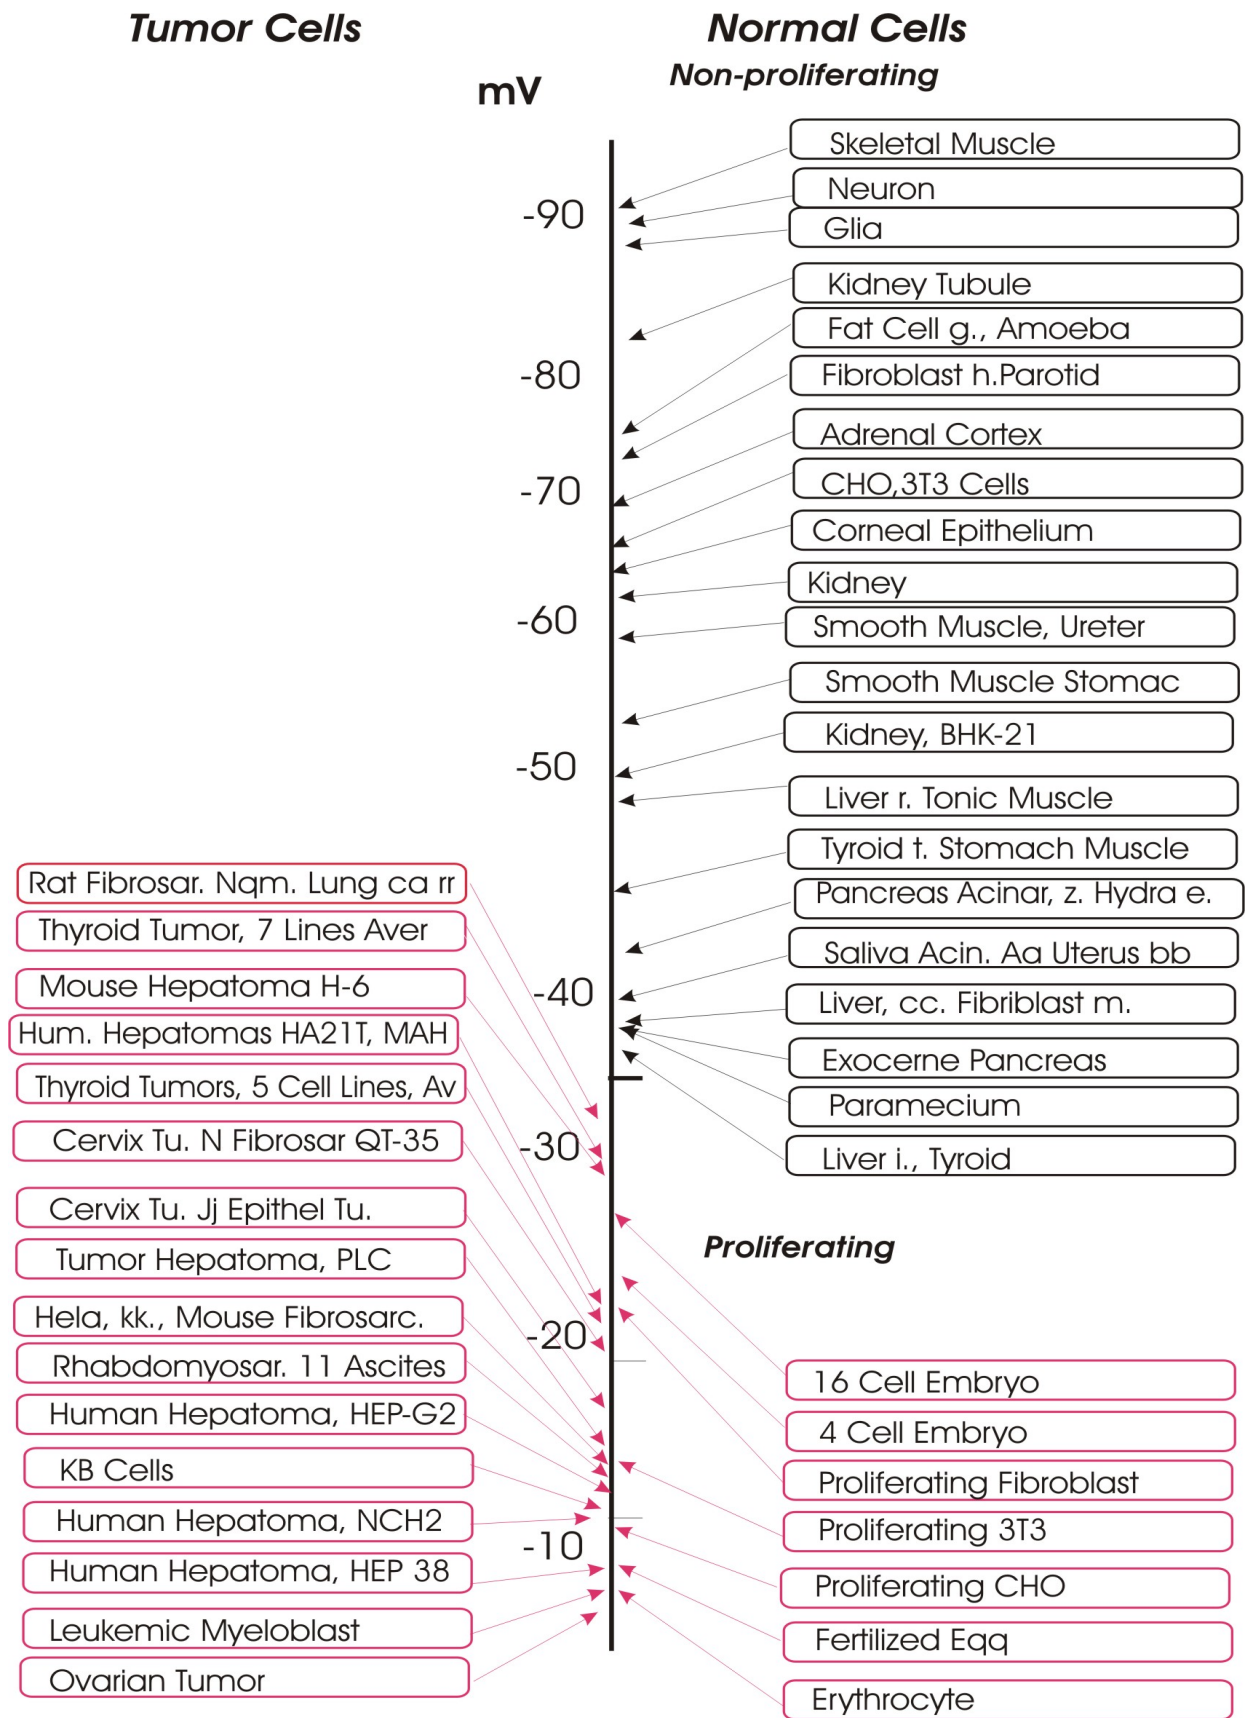 Tumor Cells
Normal Cells
Non-proliferating
mV
Skeletal Muscle
Neuron
-90
Glia
Kidney Tubule
Fat Cell g., Amoeba
-80
Fibroblast h.Parotid
Adrenal Cortex
-70
CHO,3T3 Cells
Corneal Epithelium
Kidney
-60
Smooth Muscle, Ureter
Smooth Muscle Stomac
Kidney, BHK-21
-50
Liver r. Tonic Muscle
Tyroid t. Stomach Muscle
Rat Fibrosar. Nqm. Lung ca rr
Pancreas Acinar, z. Hydra e.
Thyroid Tumor, 7 Lines Aver
Saliva Acin. Aa Uterus bb
Mouse Hepatoma H-6
-40
Liver, cc. Fibriblast m.
Hum. Hepatomas HA21T, MAH
Exocerne Pancreas
Thyroid Tumors, 5 Cell Lines, Av
Paramecium
Cervix Tu. N Fibrosar QT-35
-30
Liver i., Tyroid
Cervix Tu. Jj Epithel Tu.
Proliferating
Tumor Hepatoma, PLC
Hela, kk., Mouse Fibrosarc.
-20
Rhabdomyosar. 11 Ascites
16 Cell Embryo
Human Hepatoma, HEP-G2
4 Cell Embryo
KB Cells
Proliferating Fibroblast
Human Hepatoma, NCH2
Proliferating 3T3
-10
Human Hepatoma, HEP 38
Proliferating CHO
Leukemic Myeloblast
Fertilized Eqq
Ovarian Tumor
Erythrocyte